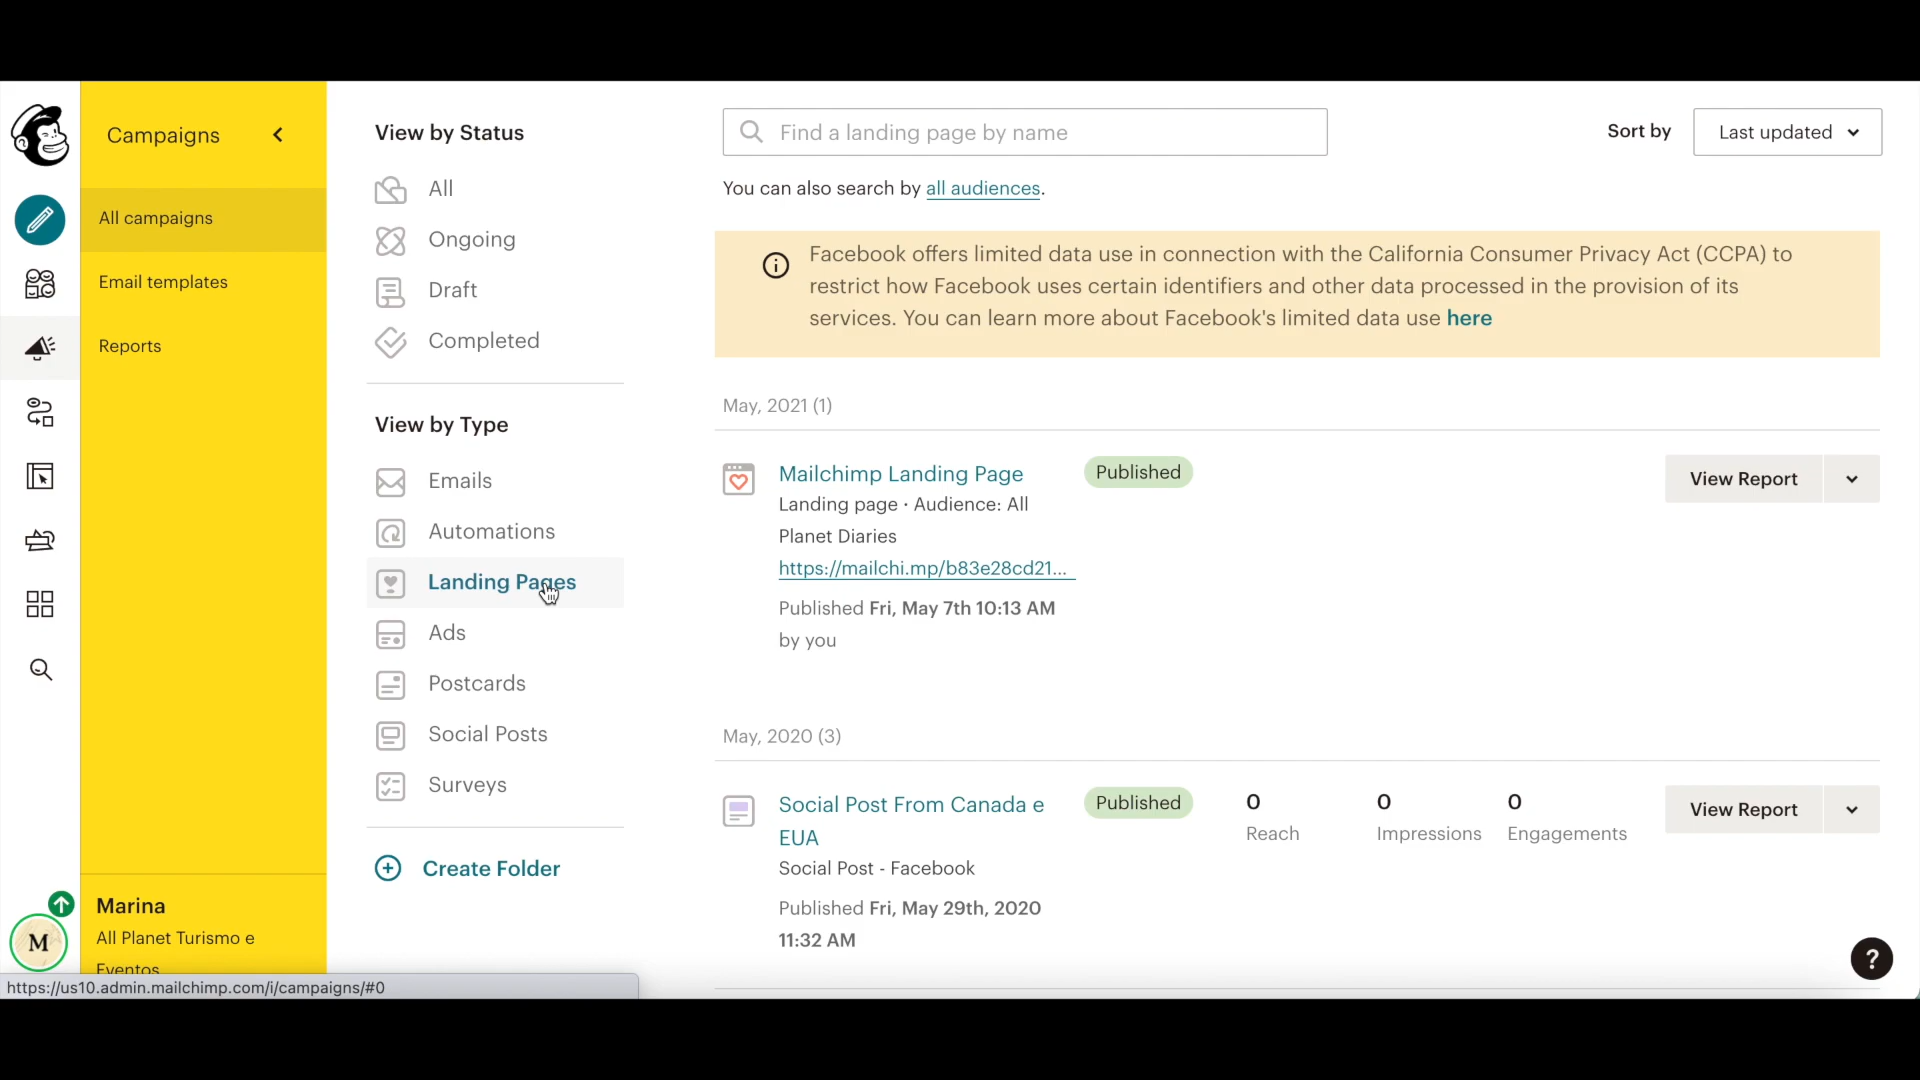 Campaigns
All campaigns
Email templates
Reports
Marina
All Planet Turismo e
Eventos
M
https://us10.admin.mailchimp.com/i/campaigns/#0
View by Status
All
Ongoing
Draft
Completed
View by Type
Emails
Automations
Landing Pages
Ads
Postcards
Social Posts
Surveys
Create Folder
Find a landing page by name
Sort by
Last updated
You can also search by all audiences.
Facebook offers limited data use in connection with the California Consumer Privacy Act (CCPA) to
restrict how Facebook uses certain identifiers and other data processed in the provision of its
services. You can learn more about Facebook's limited data use here
May, 2021 (1)
Mailchimp Landing Page
Published
View Report
Landing page · Audience: All
Planet Diaries
https://mailchi.mp/b83e28cd21...
Published Fri, May 7th 10:13 AM
by you
May, 2020 (3)
Social Post From Canada e
EUA
Published
0
Reach
0
Impressions
0
Engagements
View Report
Social Post - Facebook
Published Fri, May 29th, 2020
11:32 AM
?